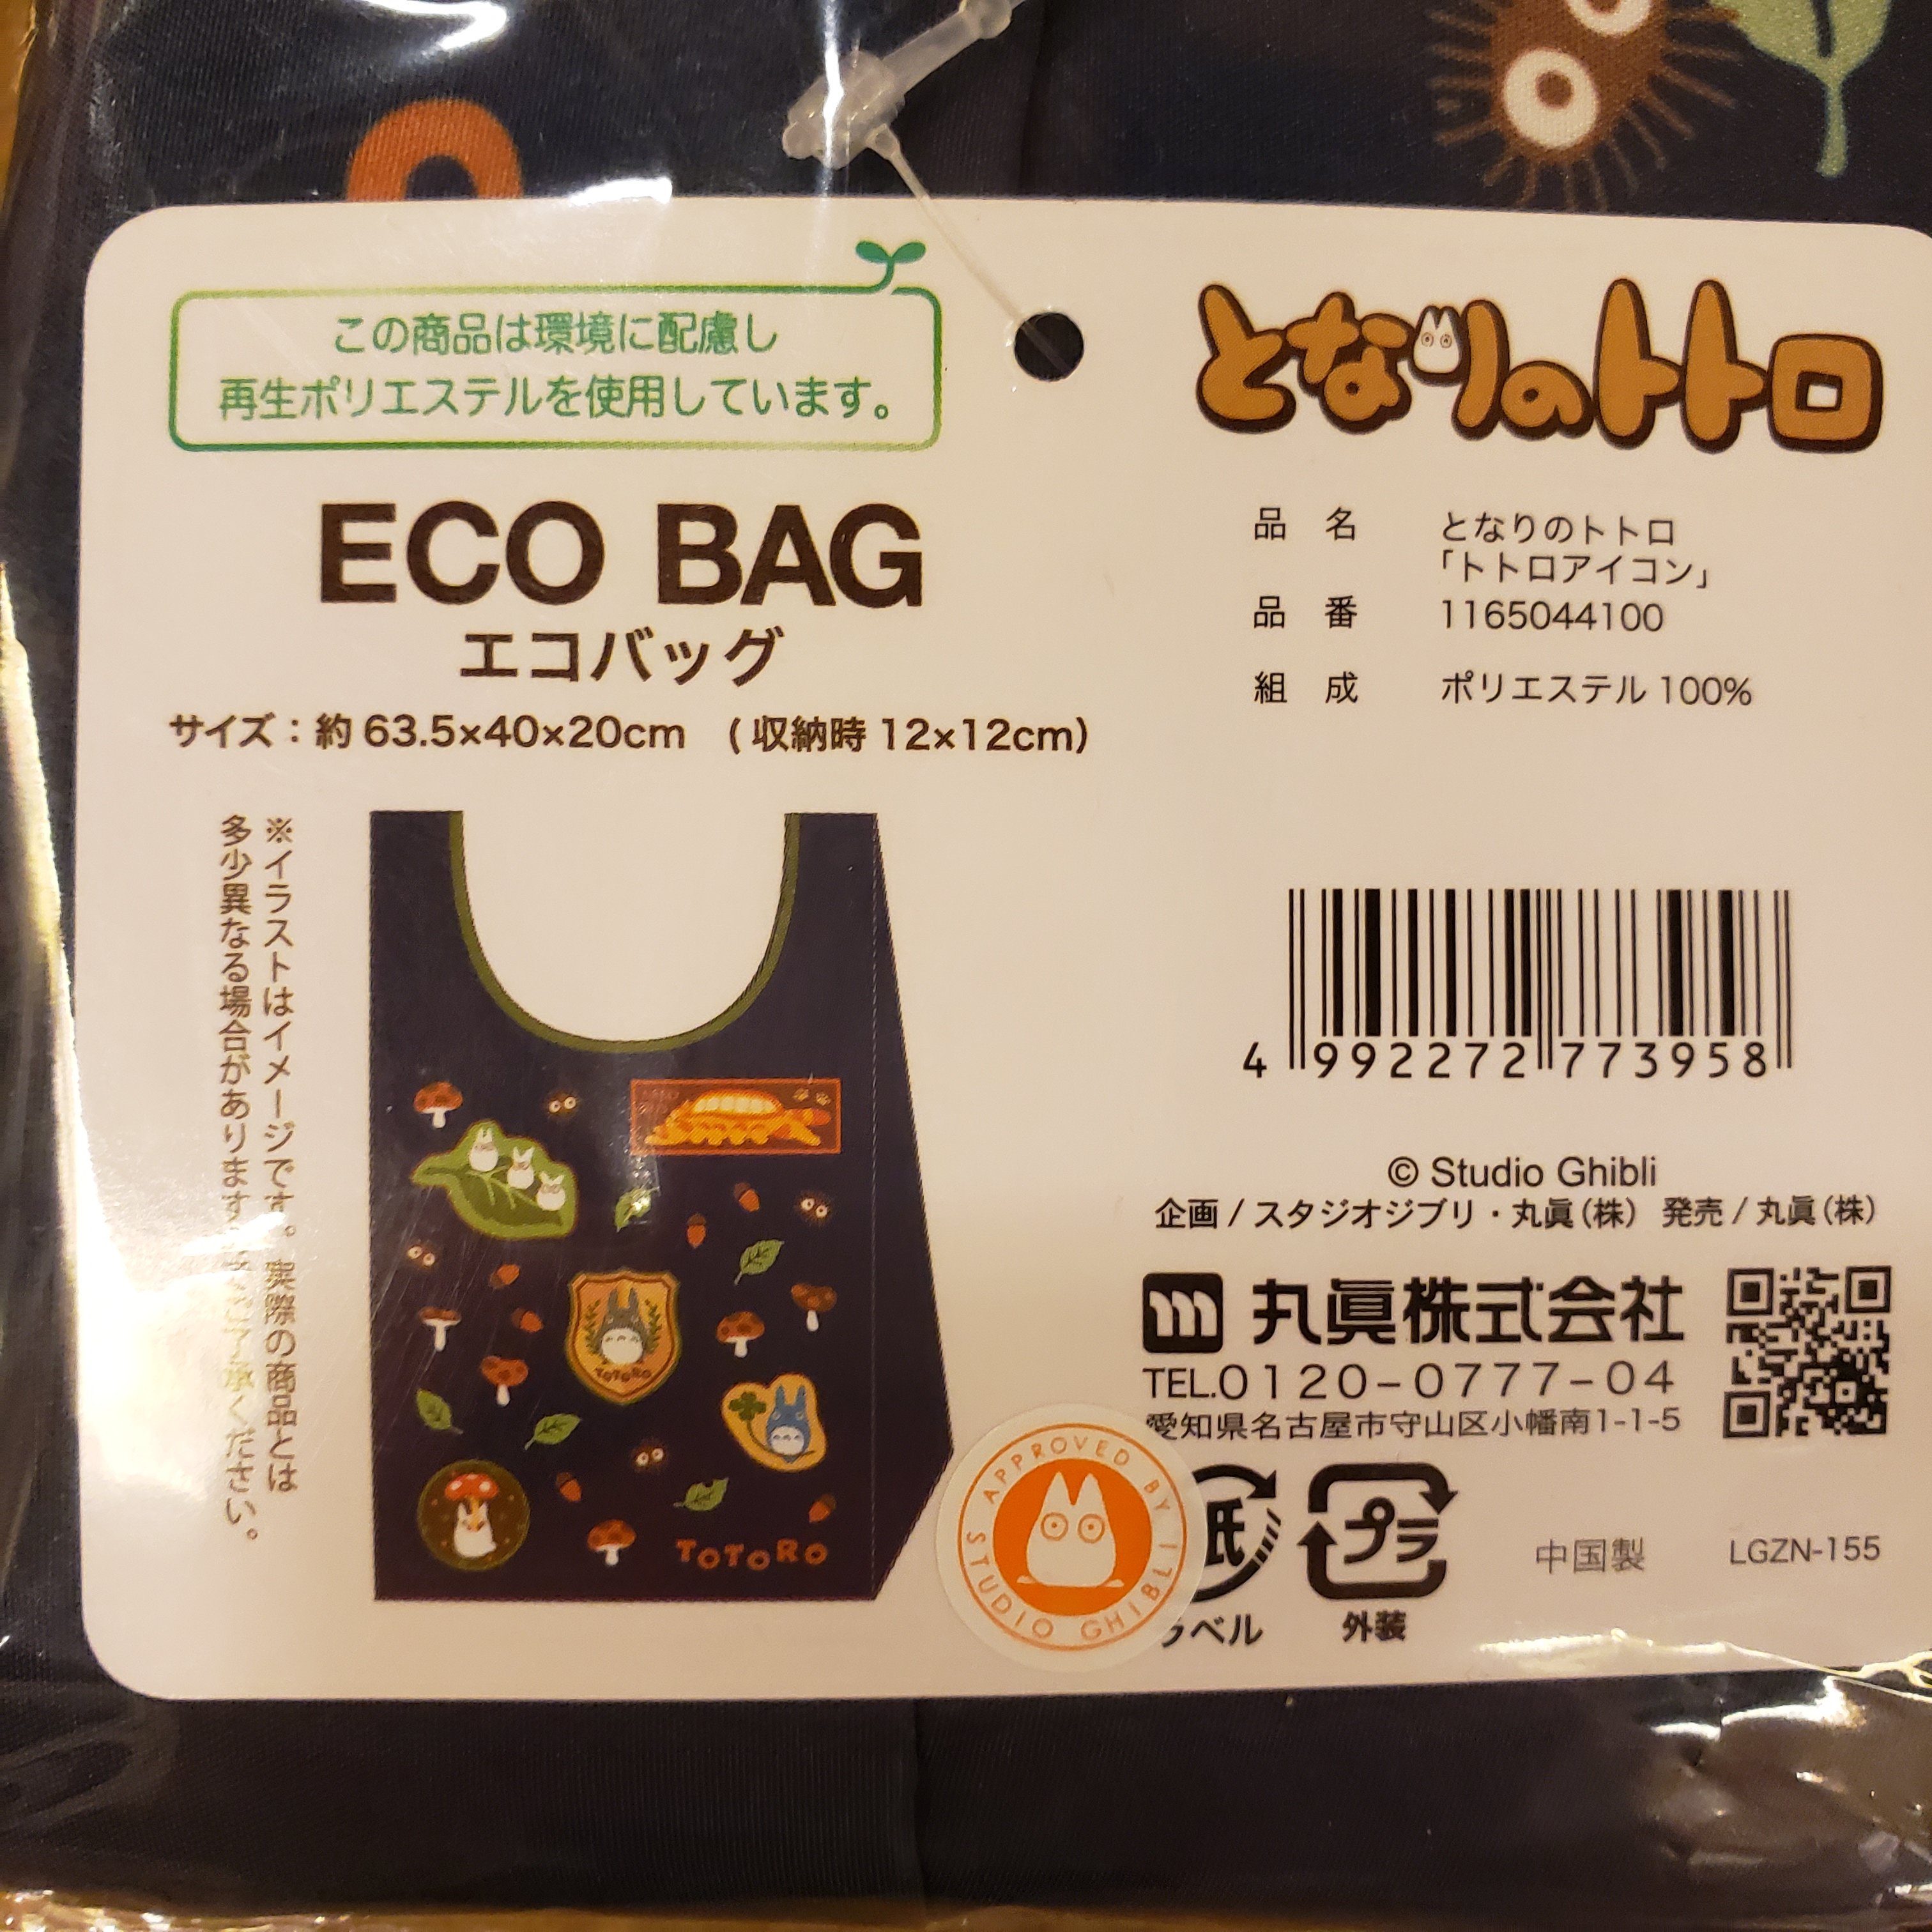 この商品は環境に配慮し
再生ポリエステルを使用しています。
ECO BAG
エコバッグ
サイズ：約 63.5×40×20cm （収納時 12×12cm）
※イラストはイメージです。実際の商品とは
多少異なる場合があります ください。
TOTORO
TOTORO
となりのトトロ
品 名 となりのトトロ
「トトロアイコン」
品 番 1165044100
組 成 ポリエステル 100%
4 992272 773958
© Studio Ghibli
企画 / スタジオジブリ・丸眞（株） 発売 / 丸眞（株）
丸眞株式会社
TEL.0120-0777-04
愛知県名古屋市守山区小幡南1-1-5
APPROVED BY STUDIO GHIBLI
紙
ラベル
プラ
外装
中国製 LGZN-155